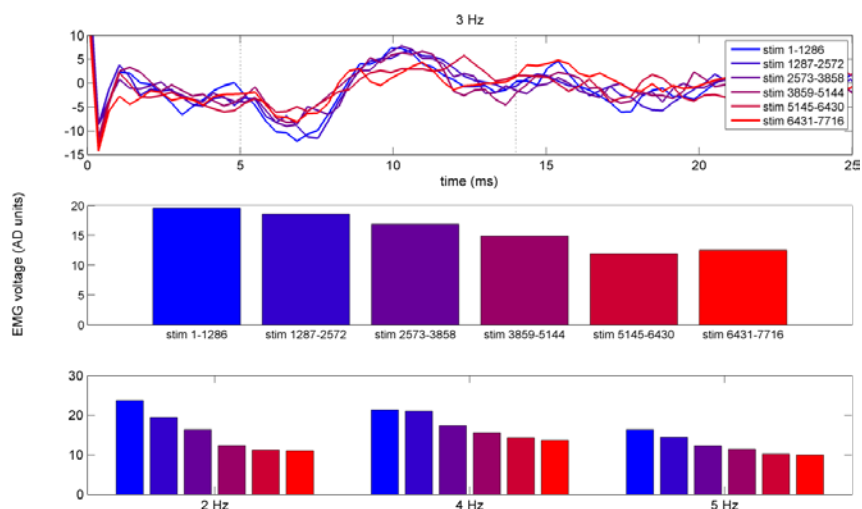 3 Hz
10
5
0
-5
-10
-15
stim 1-1286
stim 1287-2572
stim 2573-3858
stim 3859-5144
stim 5145-6430
stim 6431-7716
0 5 10 15 20 25
time (ms)
EMG voltage (AD units)
20
15
10
5
0
stim 1-1286 stim 1287-2572 stim 2573-3858 stim 3859-5144 stim 5145-6430 stim 6431-7716
30
20
10
0
2 Hz 4 Hz 5 Hz